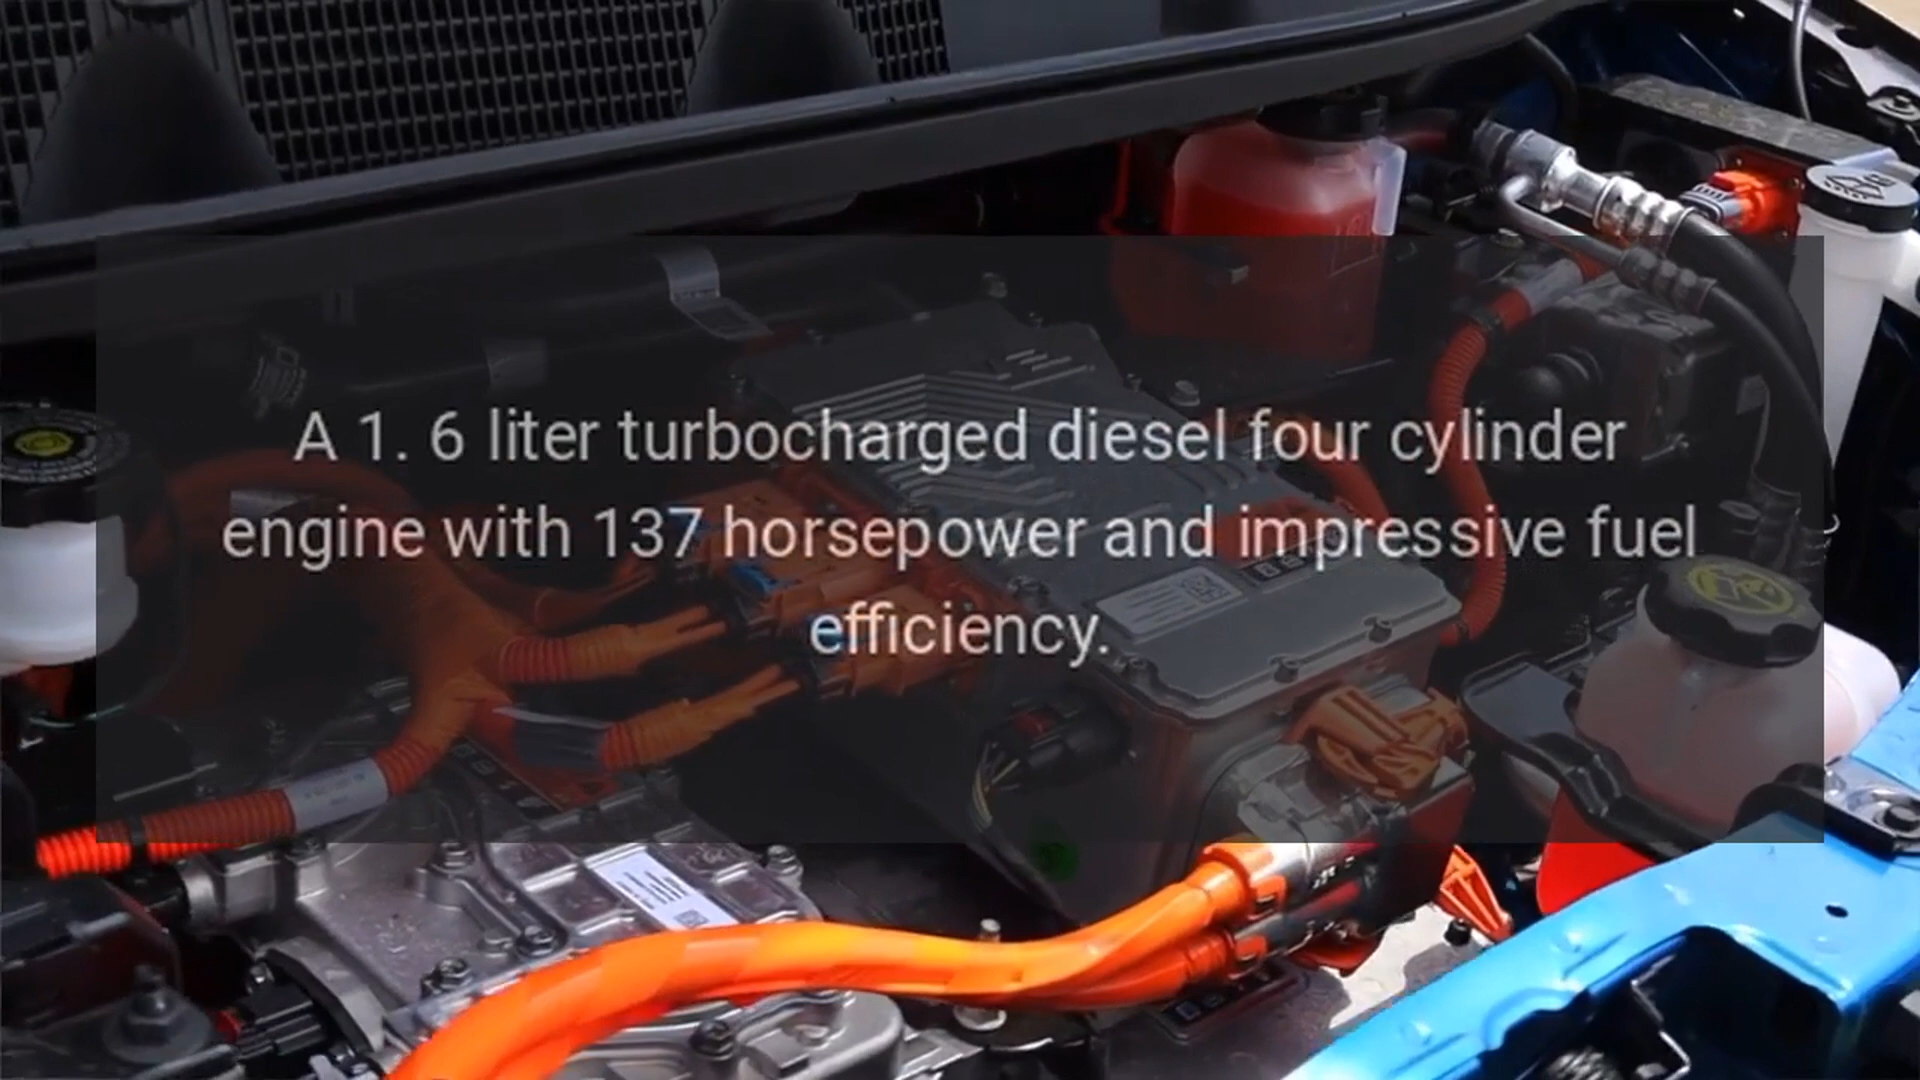 A 1. 6 liter turbocharged diesel four cylinder
engine with 137 horsepower and impressive fuel
efficiency.